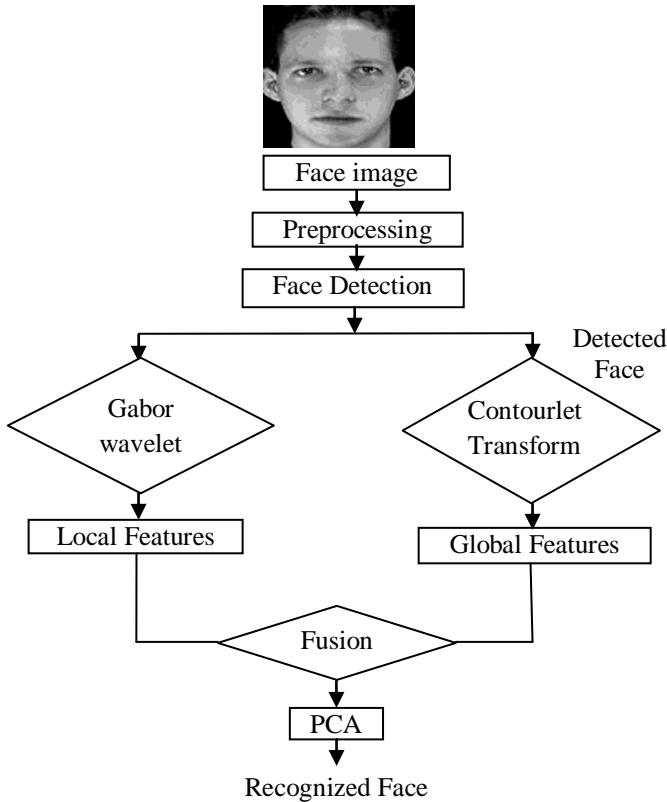 Face image
Preprocessing
Face Detection
Detected
Face
Gabor
wavelet
Contourlet
Transform
Local Features
Global Features
Fusion
PCA
Recognized Face